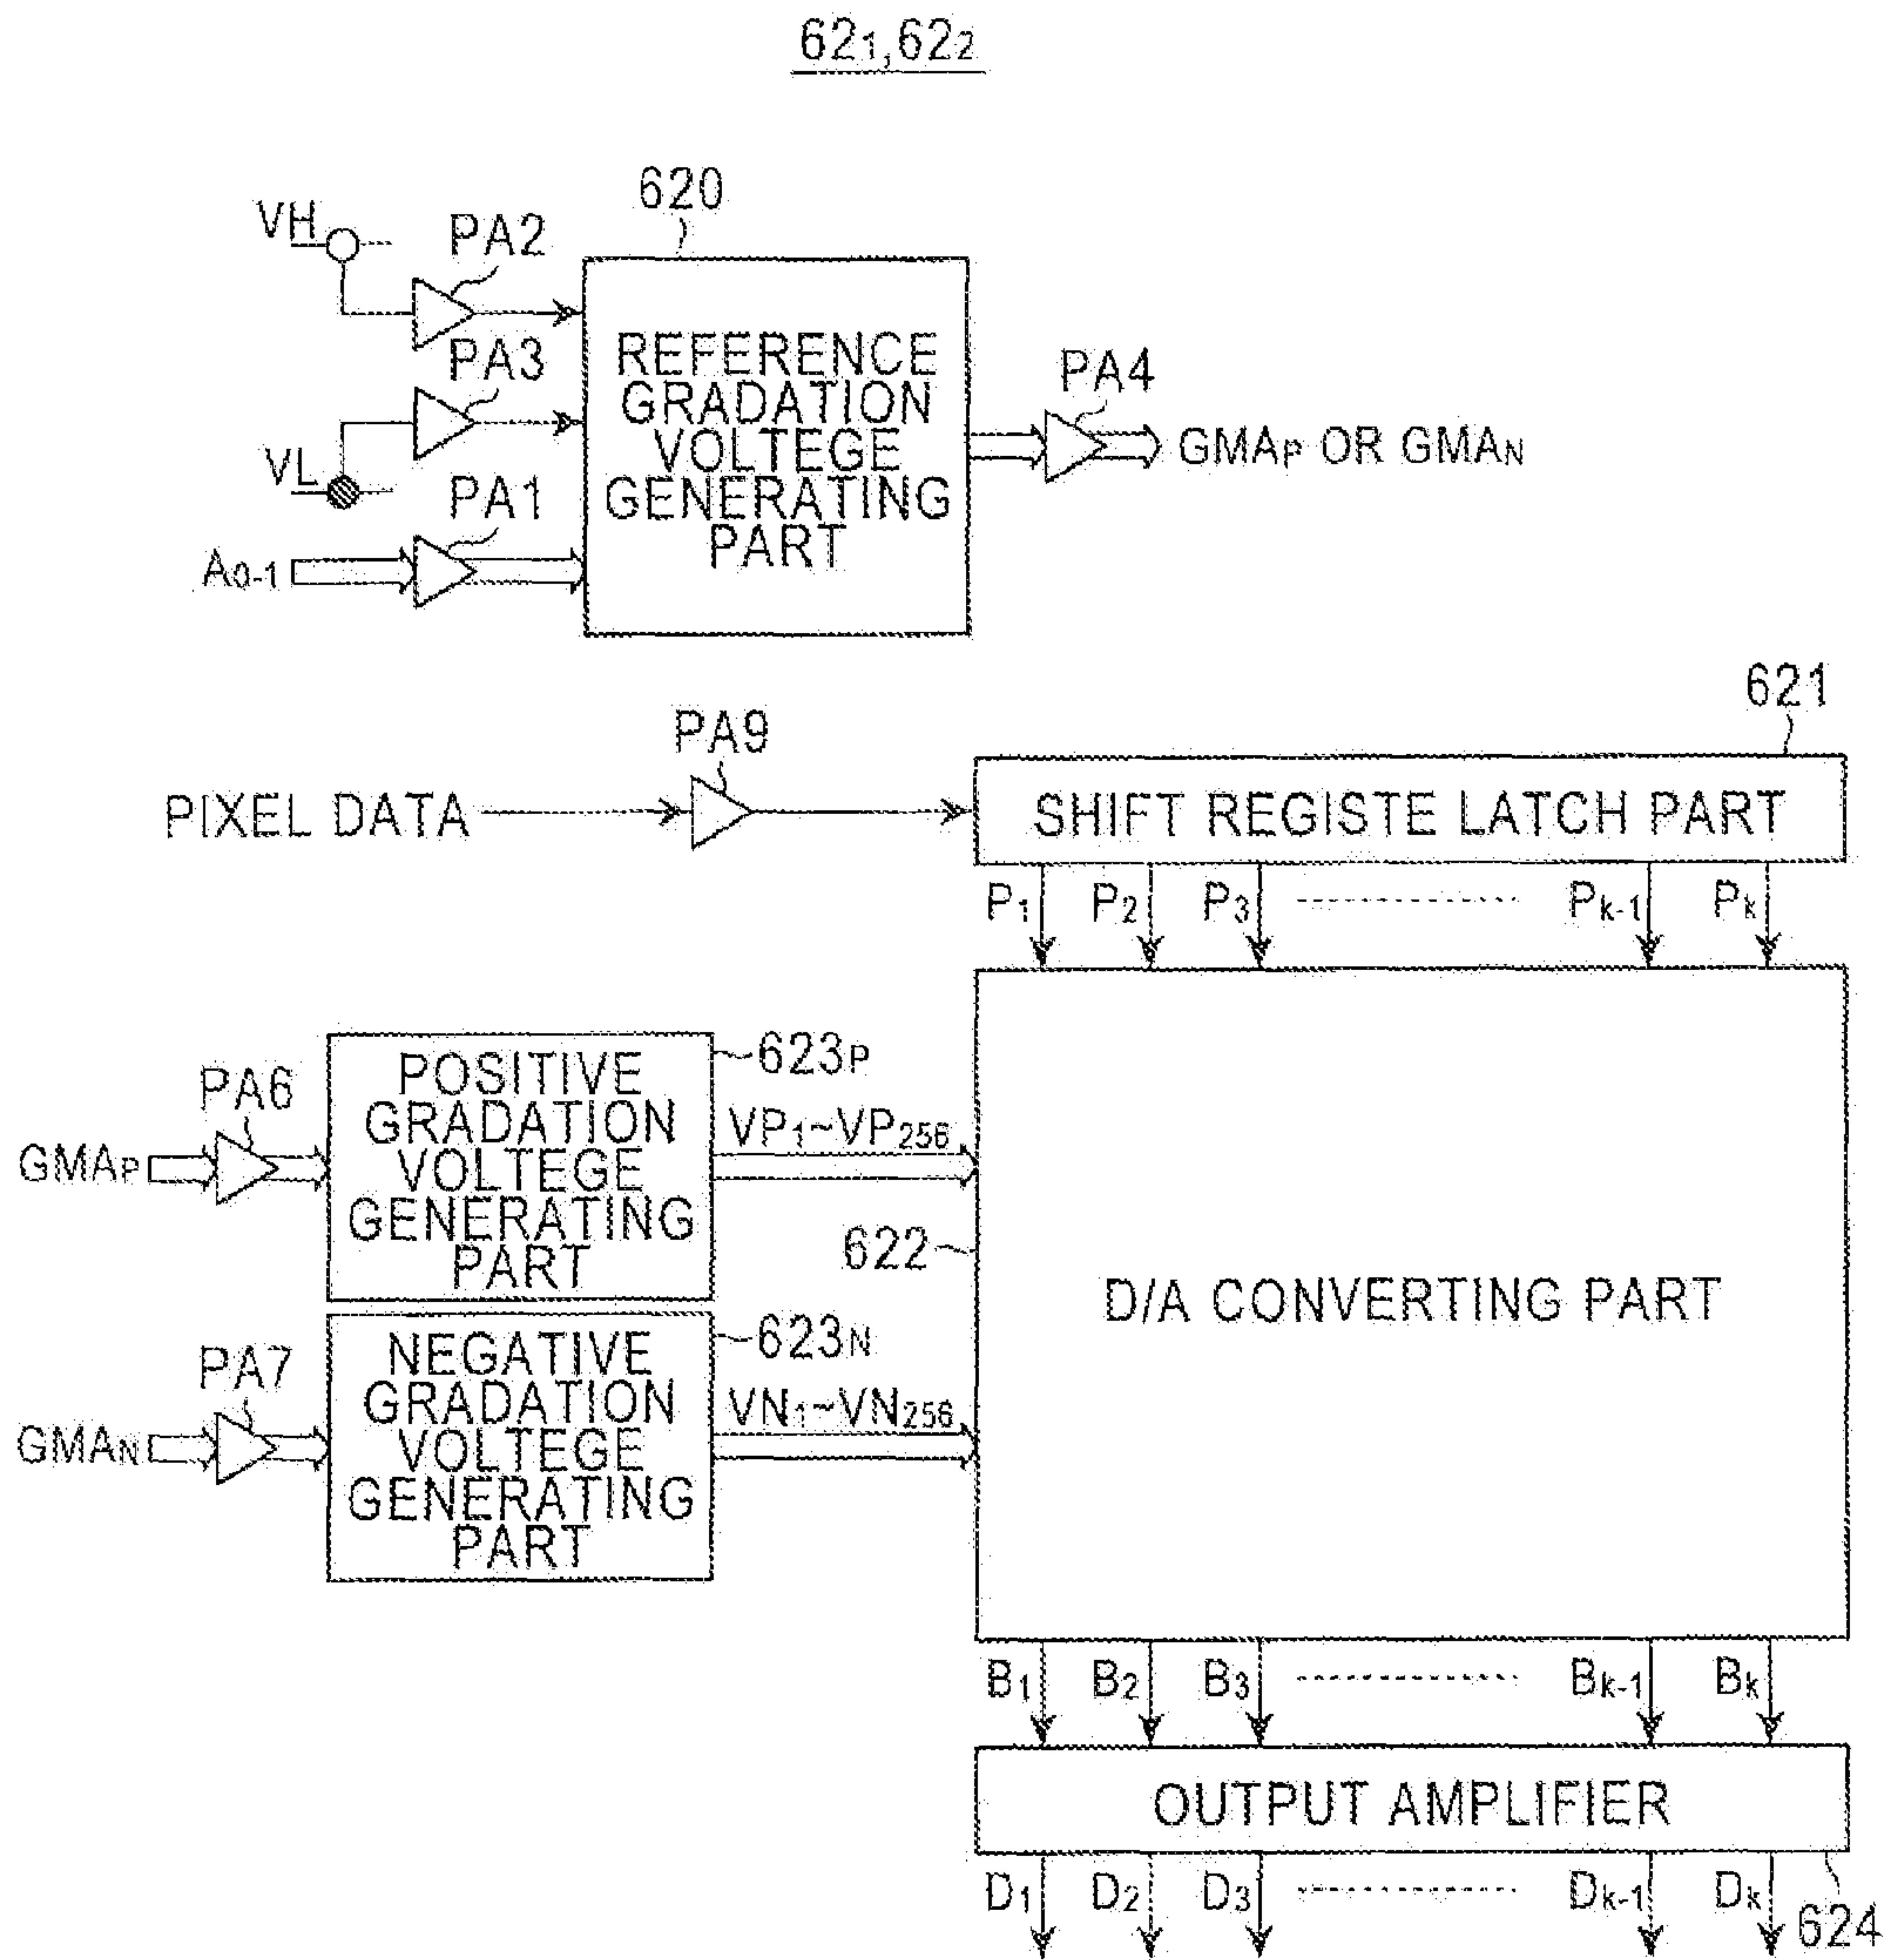 62₁,62₂
620
VH
PA2
PA3
VL
PA1
A₀₋₁
REFERENCE
GRADATION
VOLTEGE
GENERATING
PART
PA4
GMAP OR GMAN
621
PA9
PIXEL DATA
SHIFT REGISTE LATCH PART
P₁ P₂ P₃ Pk-1 Pk
623P
PA6
GMAP
POSITIVE
GRADATION
VOLTEGE
GENERATING
PART
VP₁~VP₂₅₆
622
D/A CONVERTING PART
623N
PA7
GMAN
NEGATIVE
GRADATION
VOLTEGE
GENERATING
PART
VN₁~VN₂₅₆
B₁ B₂ B₃ Bk-1 Bk
OUTPUT AMPLIFIER
D₁ D₂ D₃ Dk-1 Dk
624